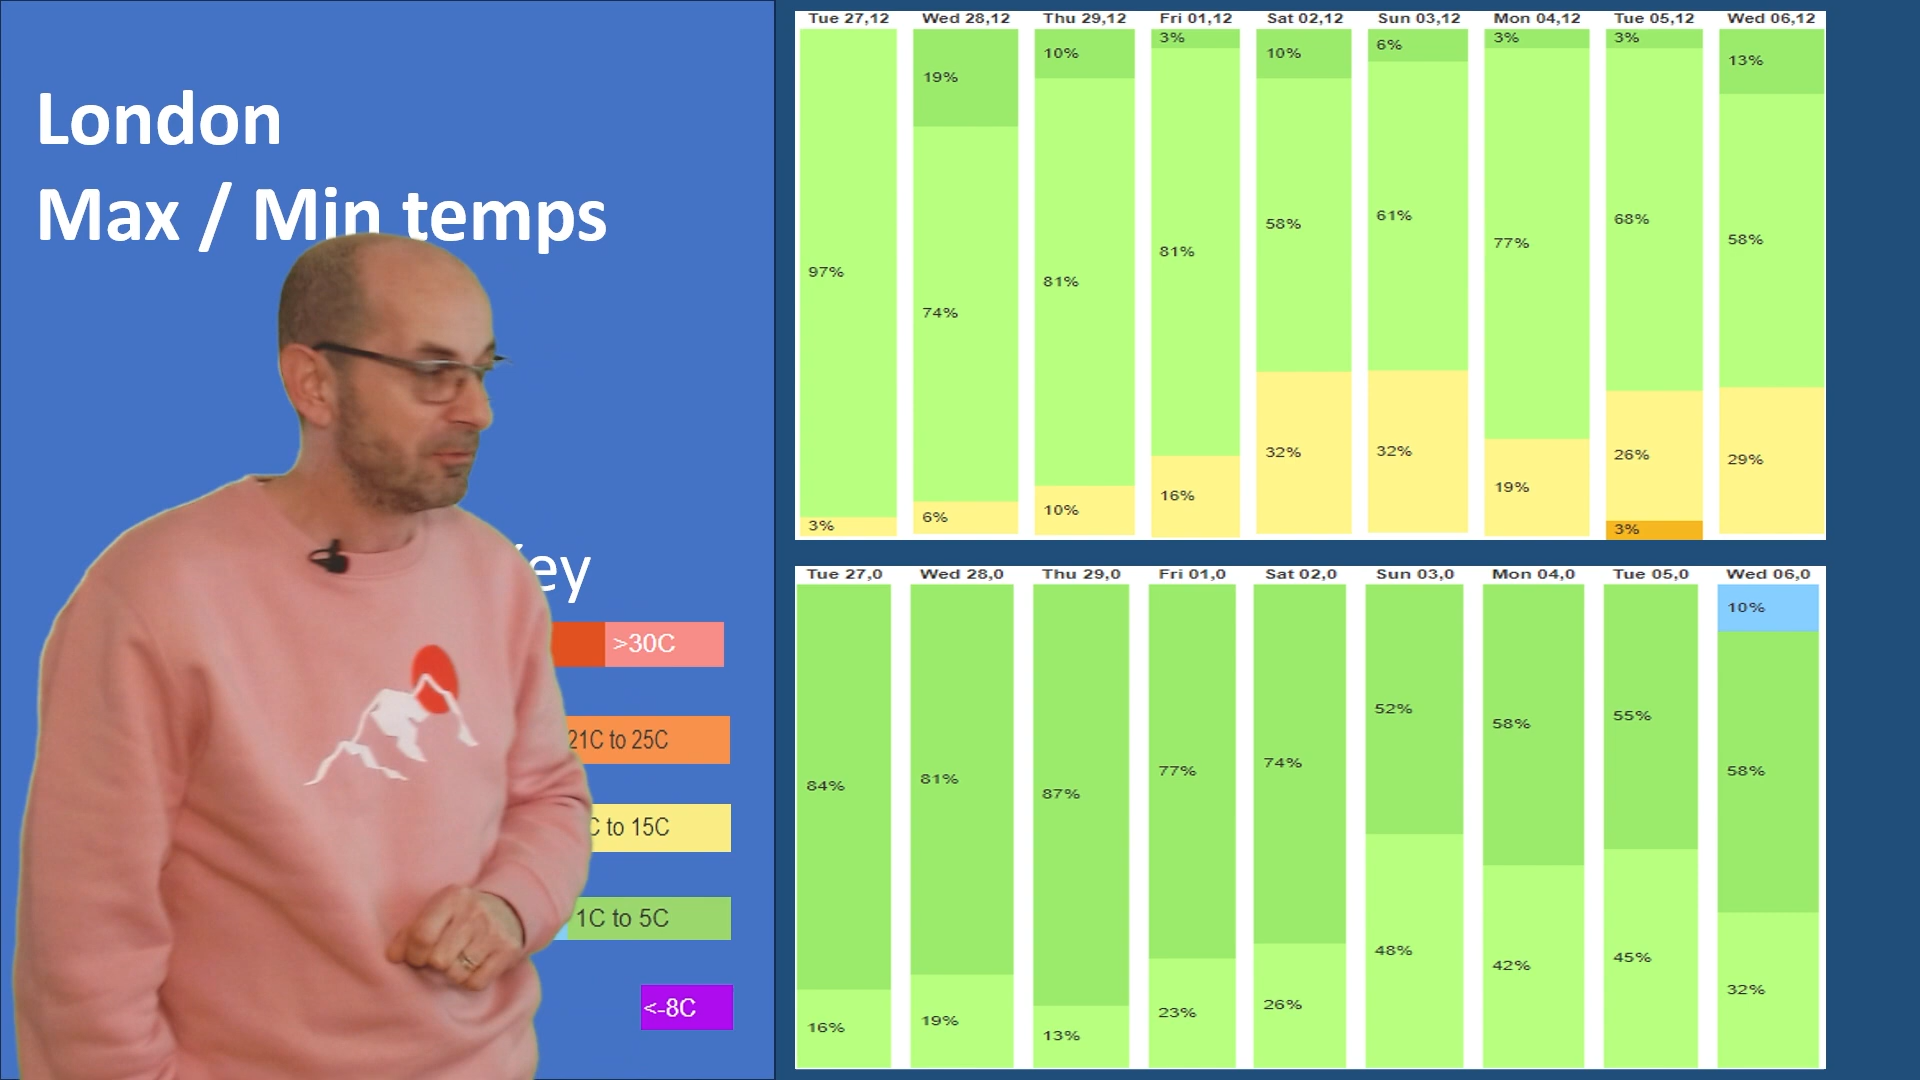 London
Max / Min temps
>30C
21C to 25C
to 15C
1C to 5C
<-8C
Tue 27,12 Wed 28,12 Thu 29,12 Fri 01,12 Sat 02,12 Sun 03,12 Mon 04,12 Tue 05,12 Wed 06,12
97% 19% 10% 3% 10% 6% 3% 3% 13%
3% 74% 81% 81% 58% 61% 77% 68% 58%
6% 10% 16% 32% 32% 19% 26% 29%
3%
Tue 27,0 Wed 28,0 Thu 29,0 Fri 01,0 Sat 02,0 Sun 03,0 Mon 04,0 Tue 05,0 Wed 06,0
84% 81% 87% 77% 74% 52% 58% 55% 10%
16% 19% 13% 23% 26% 48% 42% 45% 58%
32%